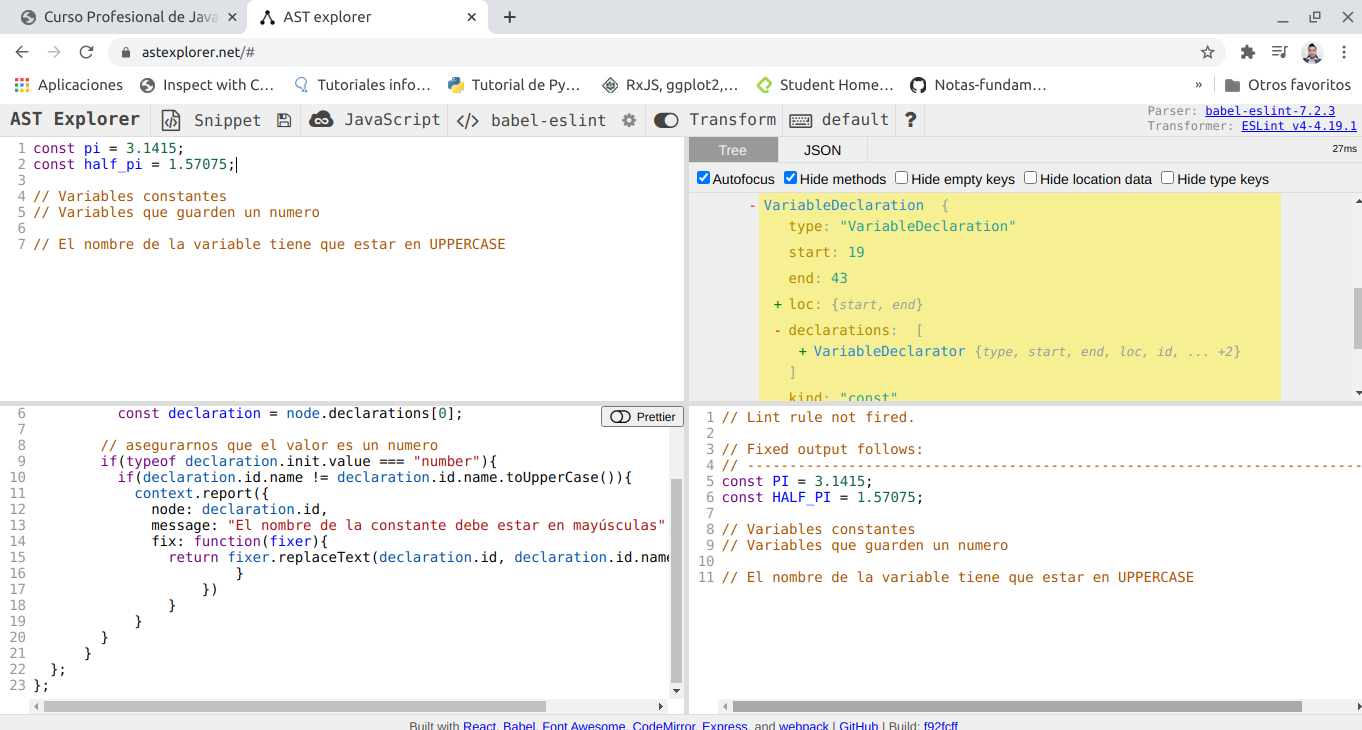 Curso Profesional de Java
AST explorer
astexplorer.net/#
Aplicaciones
Inspect with C...
Tutoriales info...
Tutorial de Py...
RxJS, ggplot2,...
Student Home...
Notas-fundam...
»
Otros favoritos
AST Explorer
Snippet
JavaScript
</> babel-eslint
Transform
default
?
Parser: babel-eslint-7.2.3
Transformer: ESLint v4-4.19.1
1 const pi = 3.1415;
2 const half_pi = 1.57075;
3
4 // Variables constantes
5 // Variables que guarden un numero
6
7 // El nombre de la variable tiene que estar en UPPERCASE
Tree
JSON
27ms
Autofocus
Hide methods
Hide empty keys
Hide location data
Hide type keys
- VariableDeclaration {
type: "VariableDeclaration"
start: 19
end: 43
+ loc: {start, end}
- declarations: [
+ VariableDeclarator {type, start, end, loc, id, ... +2}
]
kind: "const"
6 const declaration = node.declarations[0];
7
8 // asegurarnos que el valor es un numero
9 if(typeof declaration.init.value === "number"){
10 if(declaration.id.name != declaration.id.name.toUpperCase()){
11 context.report({
12 node: declaration.id,
13 message: "El nombre de la constante debe estar en mayúsculas"
14 fix: function(fixer){
15 return fixer.replaceText(declaration.id, declaration.id.name
16 }
17 })
18 }
19 }
20 }
21 }
22 };
23 };
Prettier
1 // Lint rule not fired.
2
3 // Fixed output follows:
4 // --------------------------------------------------------------------------
5 const PI = 3.1415;
6 const HALF_PI = 1.57075;
7
8 // Variables constantes
9 // Variables que guarden un numero
10
11 // El nombre de la variable tiene que estar en UPPERCASE
Built with React, Babel, Font Awesome, CodeMirror, Express, and webpack | GitHub | Build: f92fcff